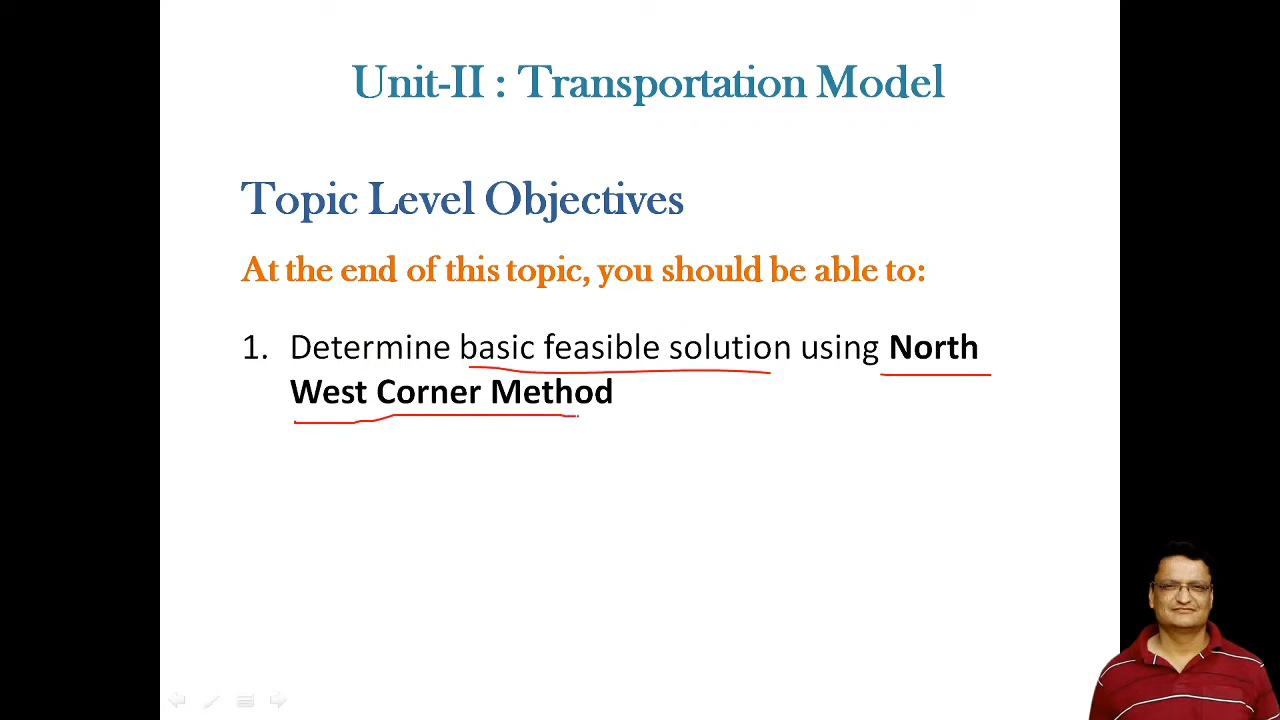 Unit-II : Transportation Model
Topic Level Objectives
At the end of this topic, you should be able to:
1. Determine basic feasible solution using North
West Corner Method